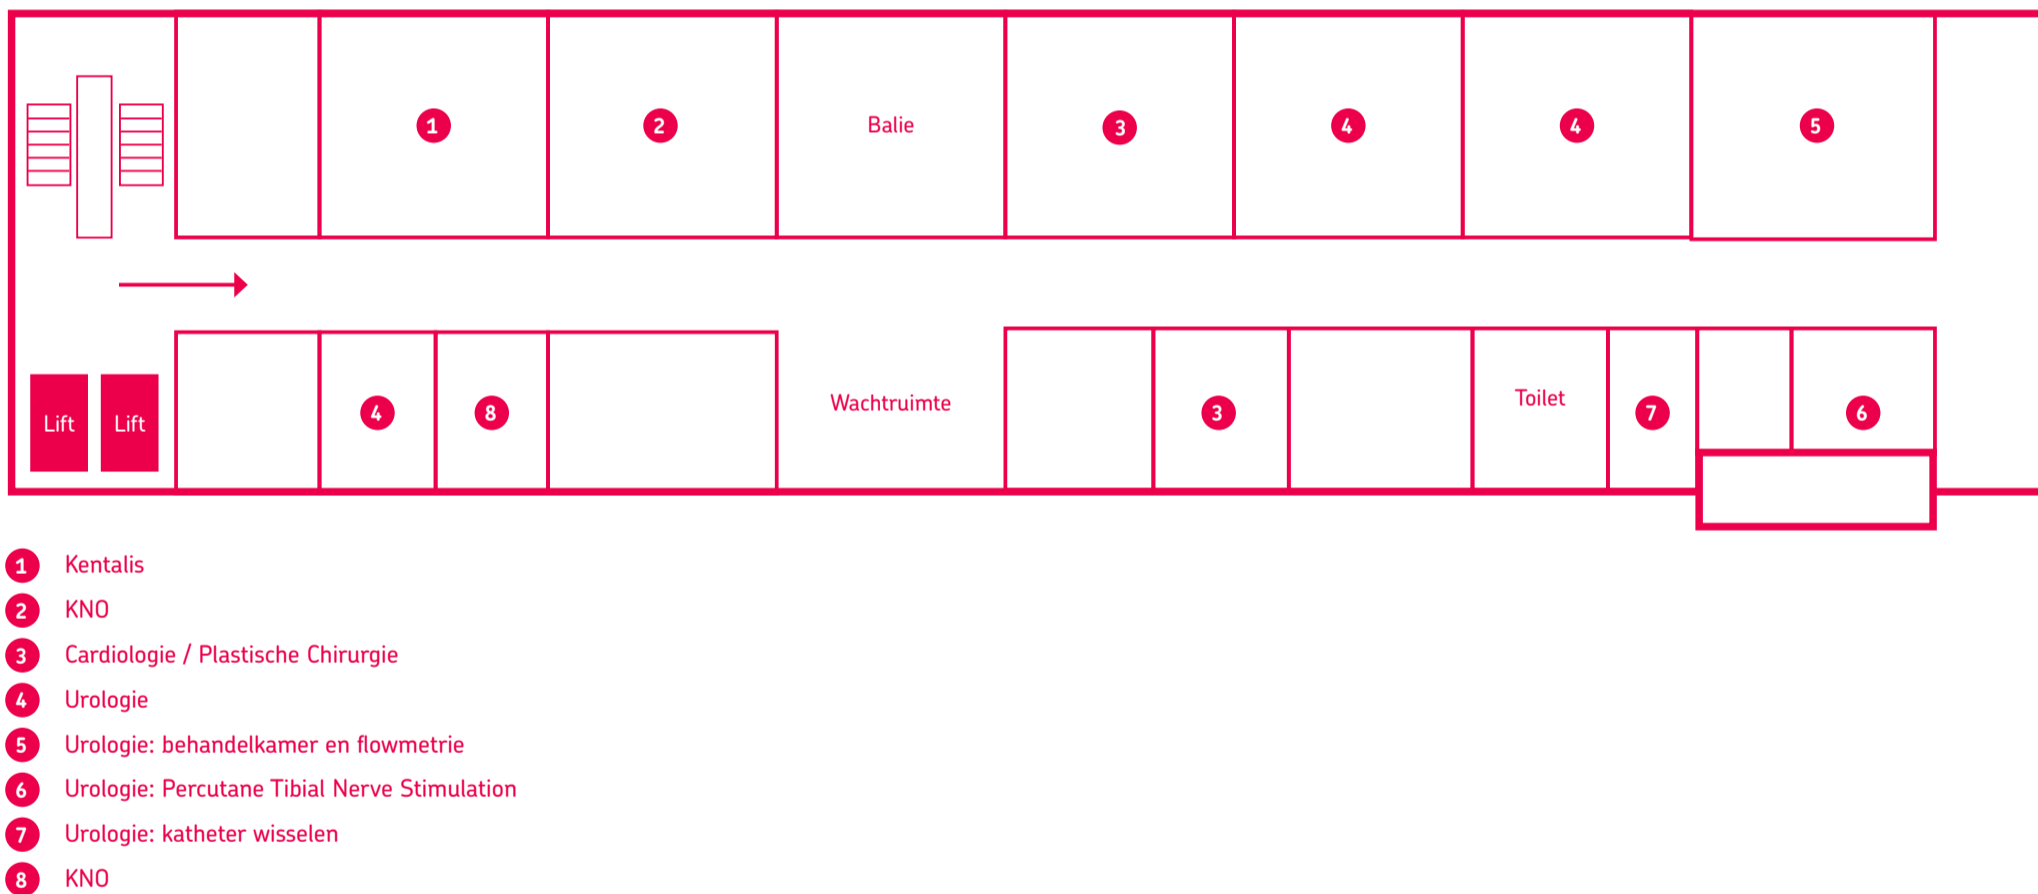 1 2 Balie 3 4 4 5
Lift Lift 4 8 Wachtruimte 3 Toilet 7 6
1 Kentalis
2 KNO
3 Cardiologie / Plastische Chirurgie
4 Urologie
5 Urologie: behandelkamer en flowmetrie
6 Urologie: Percutane Tibial Nerve Stimulation
7 Urologie: katheter wisselen
8 KNO